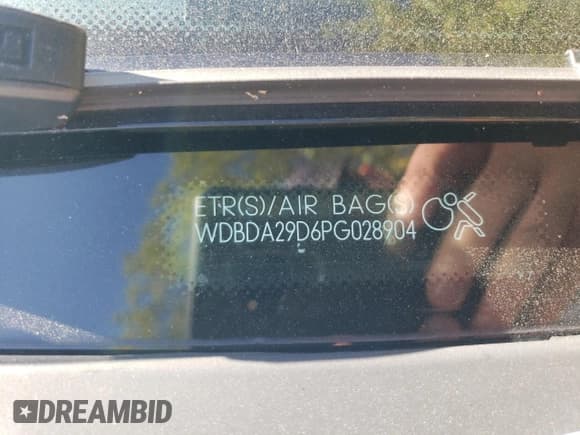 ETR(S)/AIR BAG(S)
WDBDA29D6PG028904
DREAMBID